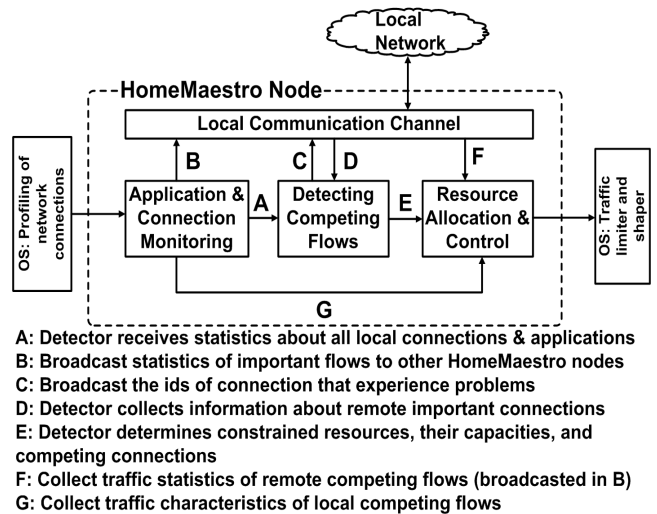 Local
Network
HomeMaestro Node
Local Communication Channel
B
C
D
F
OS: Profiling of
network
connections
Application &
Connection
Monitoring
A
Detecting
Competing
Flows
E
Resource
Allocation &
Control
OS: Traffic
limiter and
shaper
G
A: Detector receives statistics about all local connections & applications
B: Broadcast statistics of important flows to other HomeMaestro nodes
C: Broadcast the ids of connection that experience problems
D: Detector collects information about remote important connections
E: Detector determines constrained resources, their capacities, and
competing connections
F: Collect traffic statistics of remote competing flows (broadcasted in B)
G: Collect traffic characteristics of local competing flows